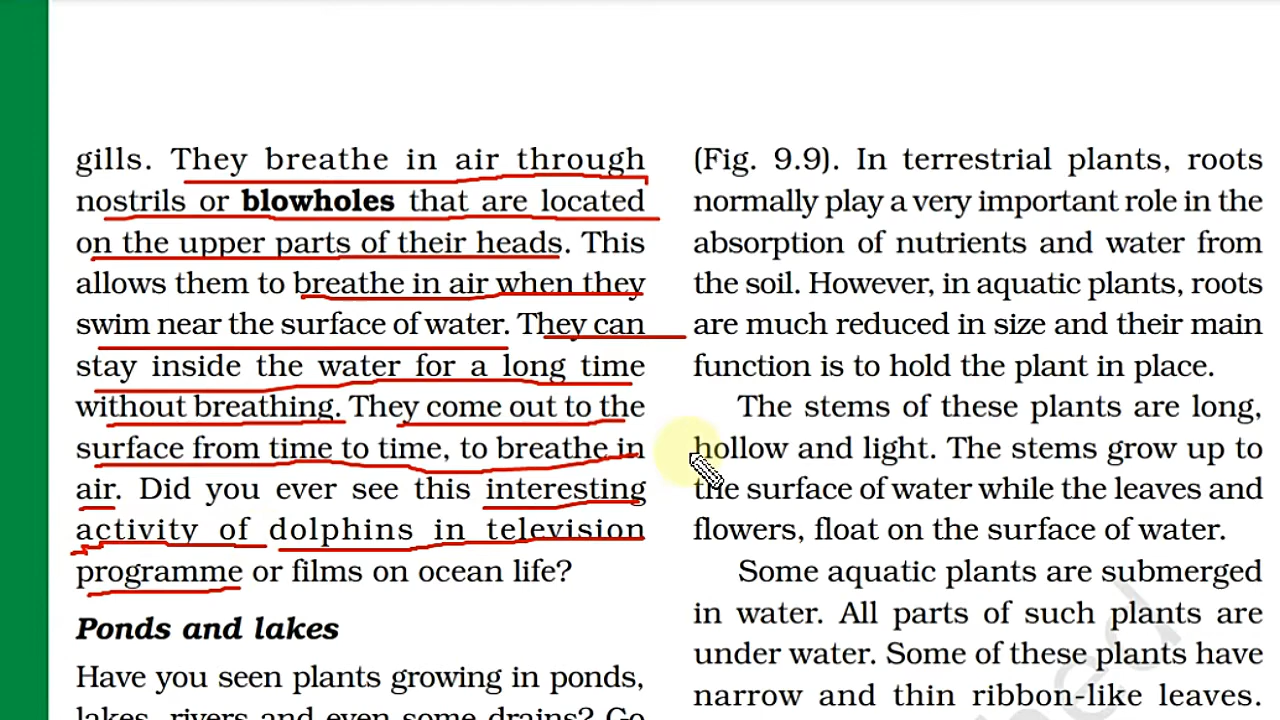 gills. They breathe in air through
nostrils or blowholes that are located
on the upper parts of their heads. This
allows them to breathe in air when they
swim near the surface of water. They can
stay inside the water for a long time
without breathing. They come out to the
surface from time to time, to breathe in
air. Did you ever see this interesting
activity of dolphins in television
programme or films on ocean life?
Ponds and lakes
Have you seen plants growing in ponds,
lakes, rivers and even some drains? Go
(Fig. 9.9). In terrestrial plants, roots
normally play a very important role in the
absorption of nutrients and water from
the soil. However, in aquatic plants, roots
are much reduced in size and their main
function is to hold the plant in place.
The stems of these plants are long,
hollow and light. The stems grow up to
the surface of water while the leaves and
flowers, float on the surface of water.
Some aquatic plants are submerged
in water. All parts of such plants are
under water. Some of these plants have
narrow and thin ribbon-like leaves.